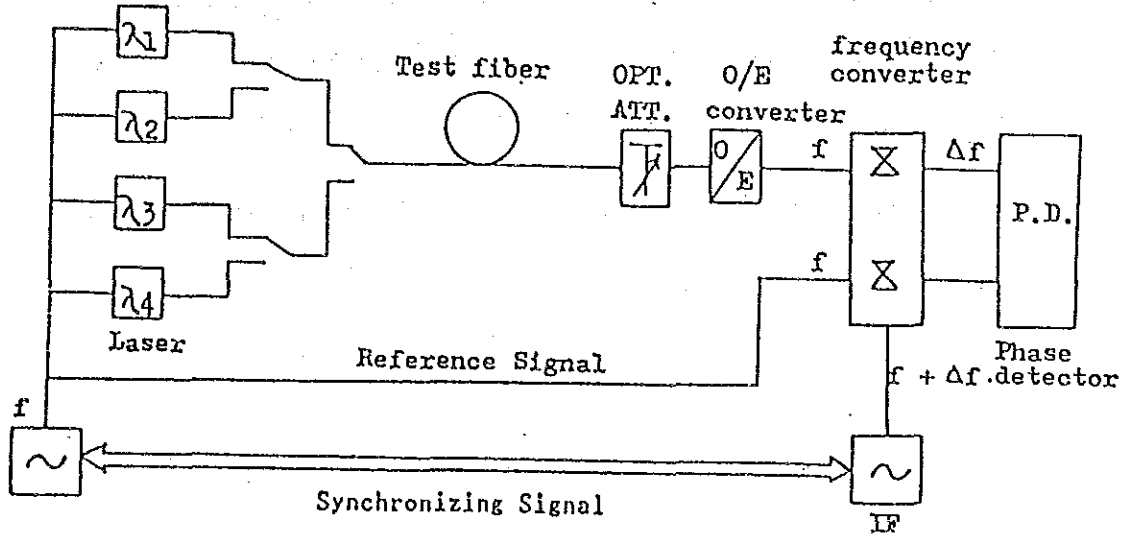 λ1
λ2
λ3
λ4
Laser
Test fiber
OPT.
ATT.
O/E
converter
O
E
frequency
converter
f
Δf
f
P.D.
Phase
detector
f + Δf
Reference Signal
f
Synchronizing Signal
IF